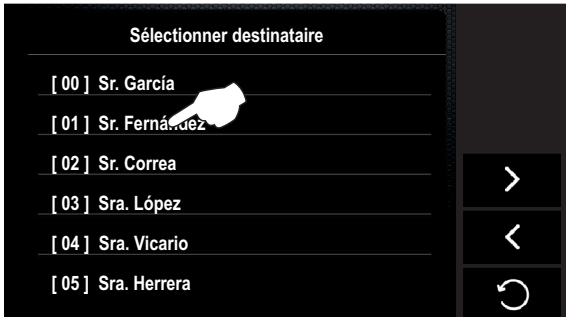 Sélectionner destinataire
[ 00 ] Sr. García
[ 01 ] Sr. Fernández
[ 02 ] Sr. Correa
[ 03 ] Sra. López
[ 04 ] Sra. Vicario
[ 05 ] Sra. Herrera